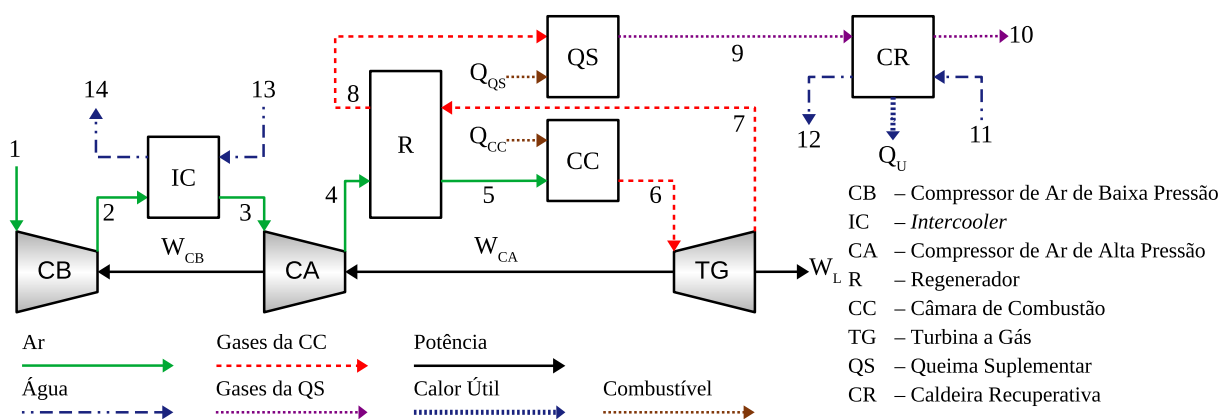 QS
CR
10
9
Q_QS
8
14
13
7
12
11
Q_CC
CC
R
Q_U
1
IC
4
5
6
2
3
W_CB
W_CA
CB
CA
TG
W_L
CB – Compressor de Ar de Baixa Pressão
IC – Intercooler
CA – Compressor de Ar de Alta Pressão
R – Regenerador
CC – Câmara de Combustão
TG – Turbina a Gás
QS – Queima Suplementar
CR – Caldeira Recuperativa
Ar
Gases da CC
Potência
Água
Gases da QS
Calor Útil
Combustível